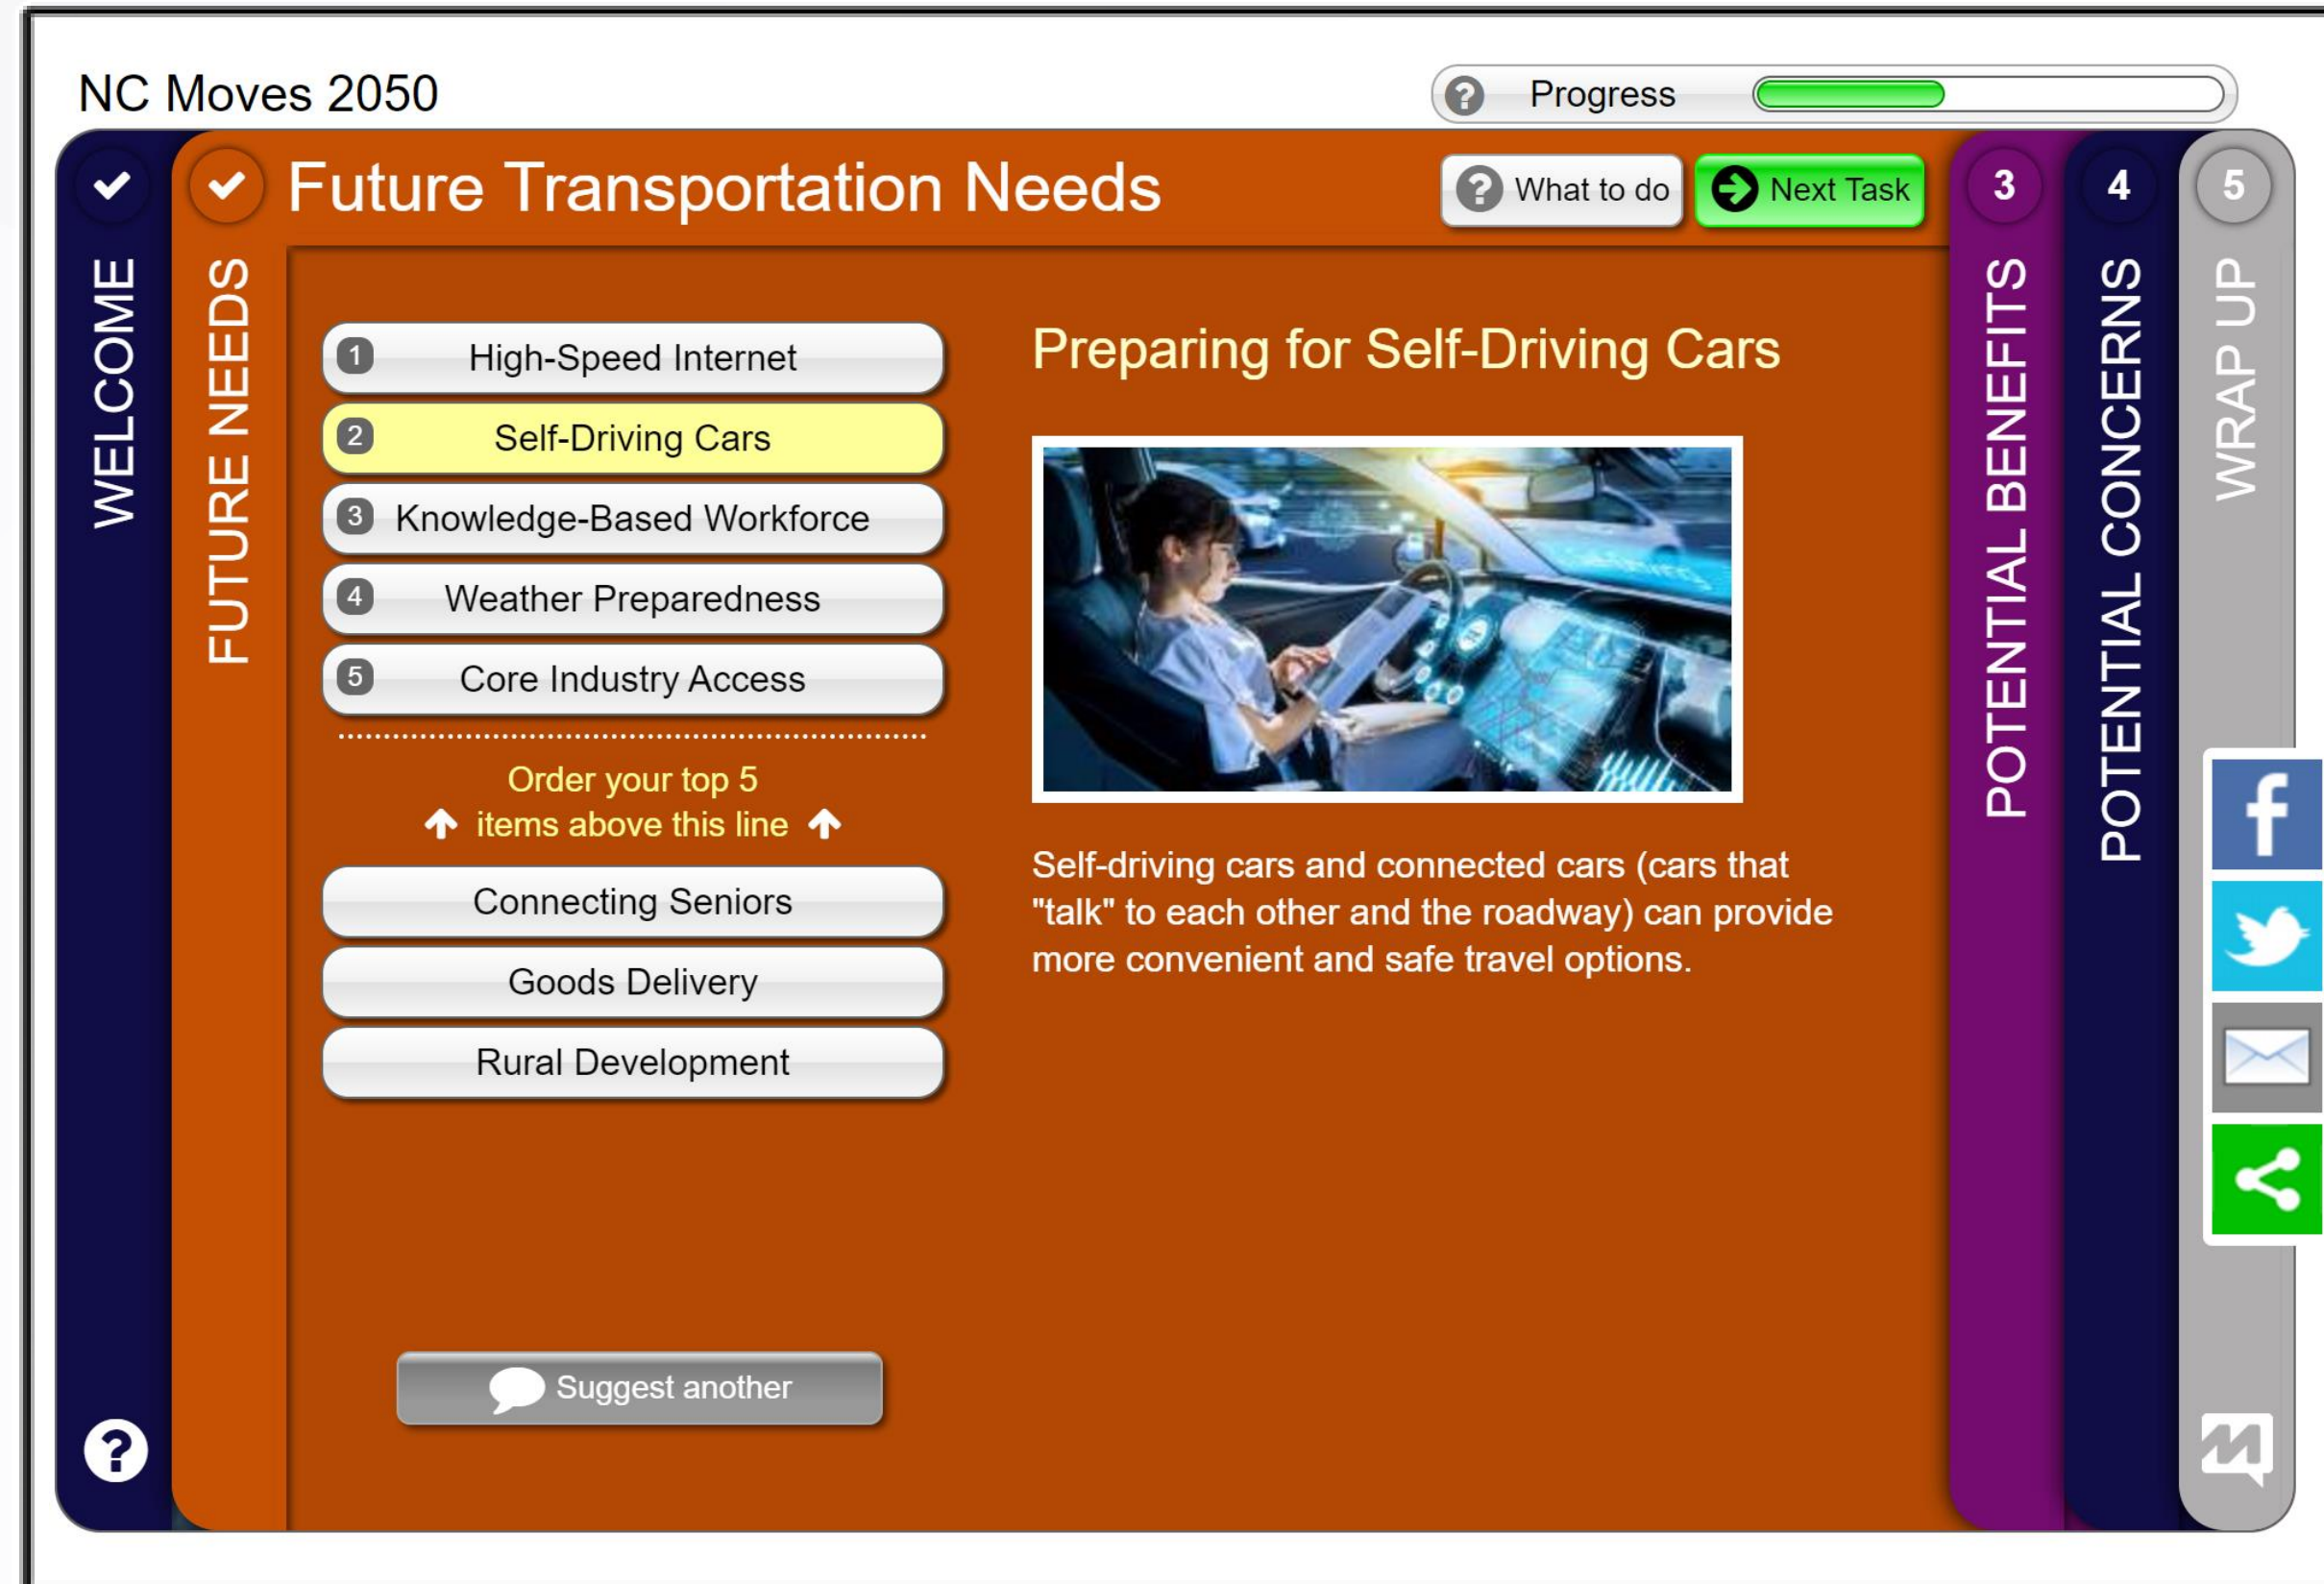 NC Moves 2050
? Progress
WELCOME
?
FUTURE NEEDS
Future Transportation Needs
? What to do
Next Task
1 High-Speed Internet
2 Self-Driving Cars
3 Knowledge-Based Workforce
4 Weather Preparedness
5 Core Industry Access
Order your top 5
items above this line
Connecting Seniors
Goods Delivery
Rural Development
Suggest another
Preparing for Self-Driving Cars
Self-driving cars and connected cars (cars that
"talk" to each other and the roadway) can provide
more convenient and safe travel options.
3
POTENTIAL BENEFITS
4
POTENTIAL CONCERNS
5
WRAP UP
f